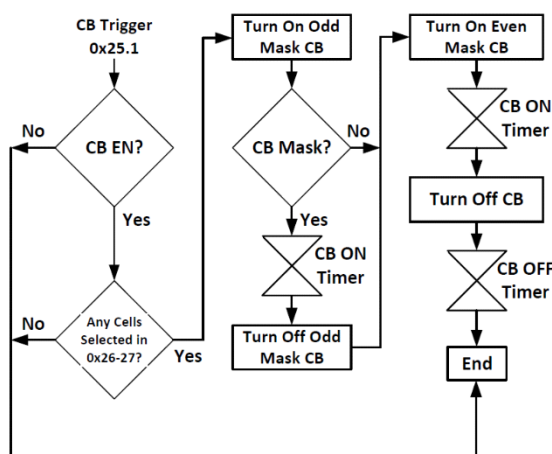 CB Trigger
0x25.1
No
CB EN?
Yes
No
Any Cells
Selected in
0x26-27?
Yes
Turn On Odd
Mask CB
CB Mask?
No
Yes
CB ON
Timer
Turn Off Odd
Mask CB
Turn On Even
Mask CB
CB ON
Timer
Turn Off CB
CB OFF
Timer
End